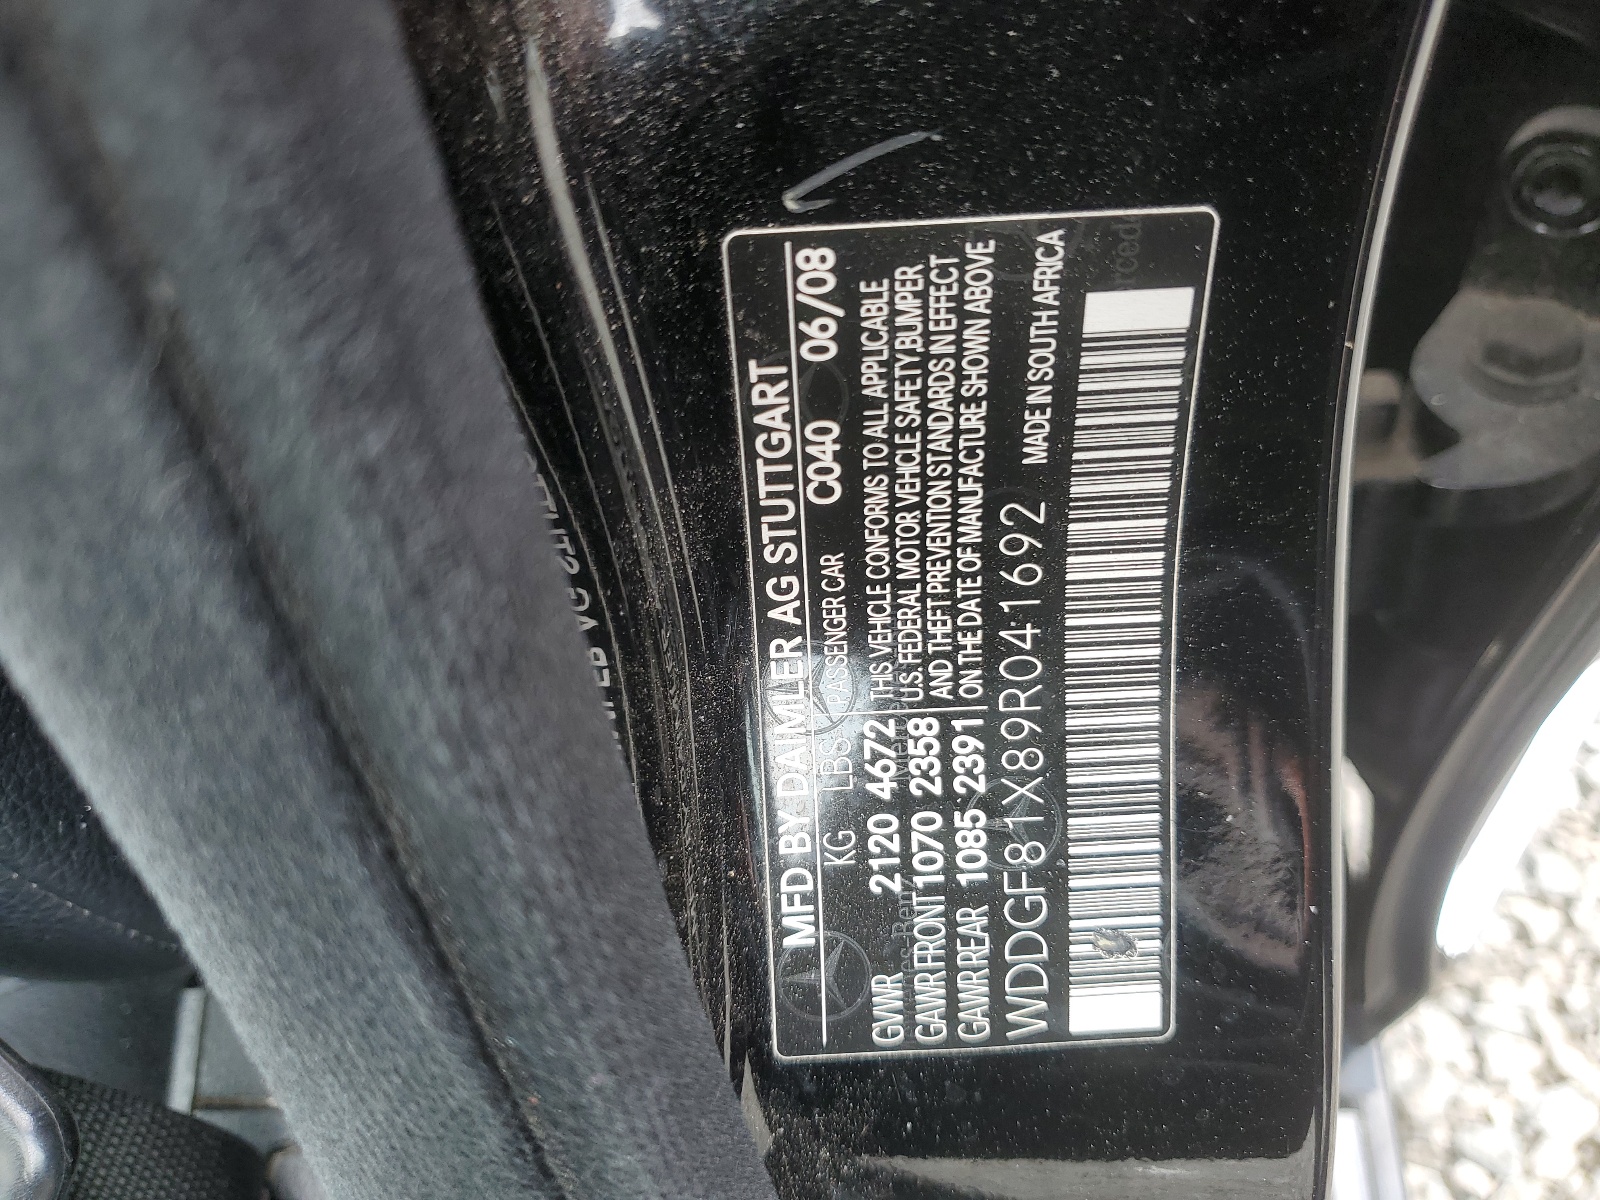 MFD BY DAIMLER AG STUTTGART
KG LBS PASSENGER CAR C040 06/08
GVWR 2120 4672 THIS VEHICLE CONFORMS TO ALL APPLICABLE
GAWR FRONT 1070 2358 U.S. FEDERAL MOTOR VEHICLE SAFETY,BUMPER
GAWR REAR 1085 2391 AND THEFT PREVENTION STANDARDS IN EFFECT
ON THE DATE OF MANUFACTURE SHOWN ABOVE
WDDGF81X89R041692 MADE IN SOUTH AFRICA